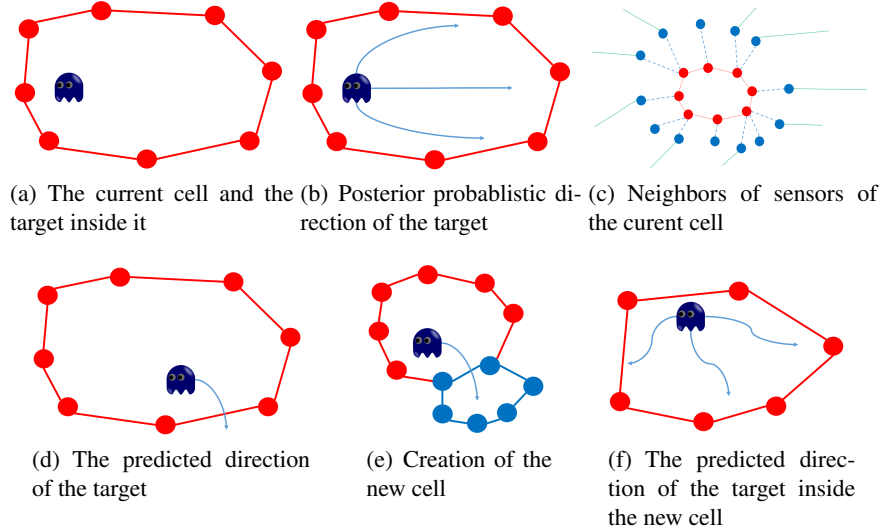 (a) The current cell and the
target inside it
(b) Posterior probablistic di-
rection of the target
(c) Neighbors of sensors of
the curent cell
(d) The predicted direction
of the target
(e) Creation of the
new cell
(f) The predicted direc-
tion of the target inside
the new cell